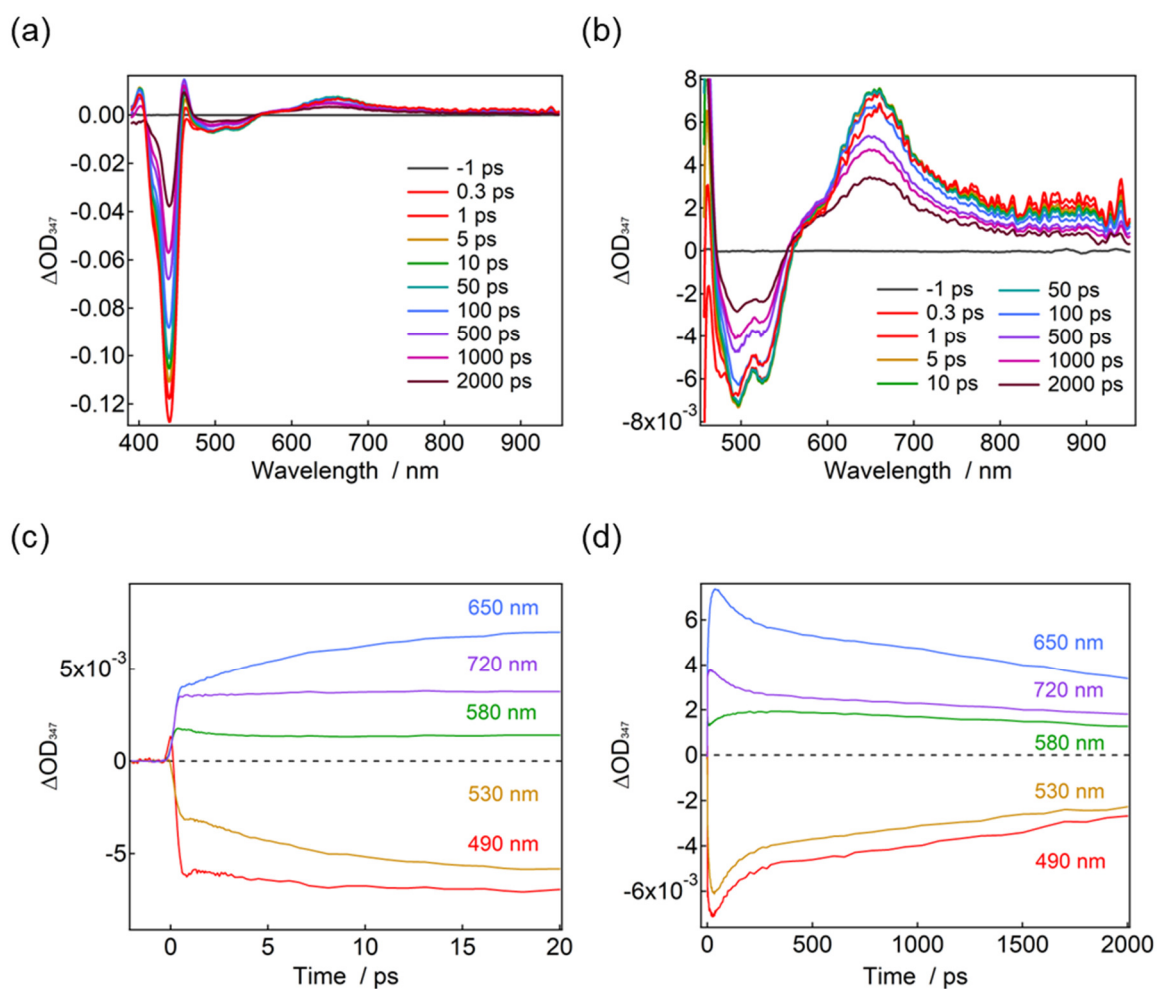 (a)
ΔOD₃₄₇
0.00
-0.02
-0.04
-0.06
-0.08
-0.10
-0.12
-1 ps
0.3 ps
1 ps
5 ps
10 ps
50 ps
100 ps
500 ps
1000 ps
2000 ps
400 500 600 700 800 900
Wavelength / nm
(b)
ΔOD₃₄₇
8
6
4
2
0
-2
-4
-6
-8x10⁻³
-1 ps
0.3 ps
1 ps
5 ps
10 ps
50 ps
100 ps
500 ps
1000 ps
2000 ps
500 600 700 800 900
Wavelength / nm
(c)
ΔOD₃₄₇
5x10⁻³
0
-5
650 nm
720 nm
580 nm
530 nm
490 nm
0 5 10 15 20
Time / ps
(d)
ΔOD₃₄₇
6
4
2
0
-2
-4
-6x10⁻³
650 nm
720 nm
580 nm
530 nm
490 nm
0 500 1000 1500 2000
Time / ps